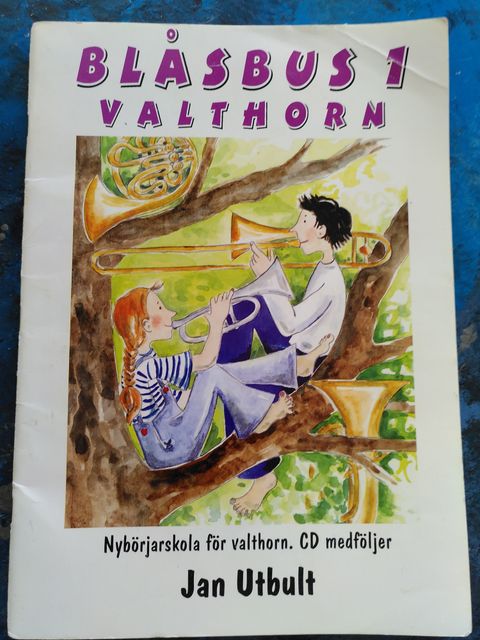 BLÅSBUS 1
VALTHORN
Nybörjarskola för valthorn. CD medföljer
Jan Utbult